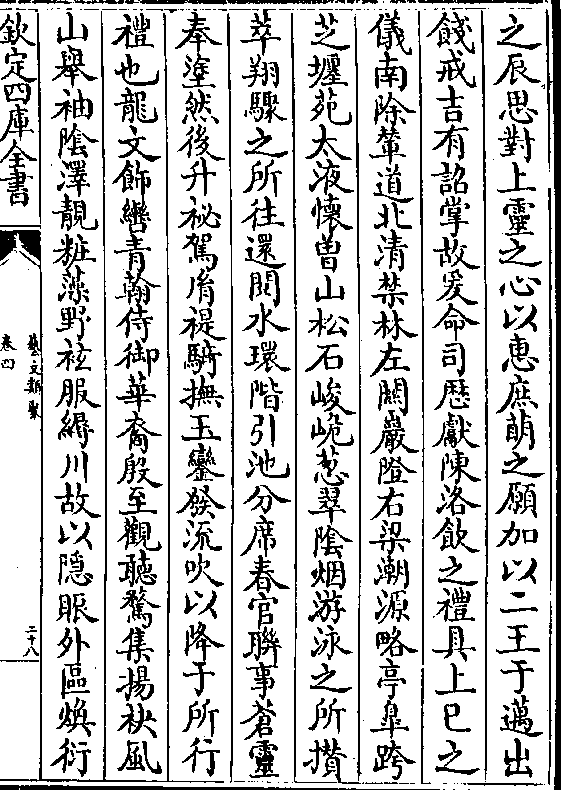 之辰思對上靈之心以惠庶萌之願加以二王于邁出
餞戒吉有詔掌故爰命司歴獻陳洛飲之禮具上巳之
儀南除輦道北清禁林左闗巖隥右梁潮源略亭臯跨
芝壥苑太液懷曽山松石峻峗葱翠隂烟游泳之所攢
萃翔驟之所往還閱水環階引池分席春官聨事蒼靈
奉塗然後升祕駕胤禔騎撫玉鑾發流吹以降于所行
禮也龍文飾轡青翰侍御華裔殷至觀聽騖集揚袂風
山舉袖隂澤靚粧藻野袨服縟川故以隠賑外區煥衍
欽定四庫全書
藝文類聚
卷四
二十八